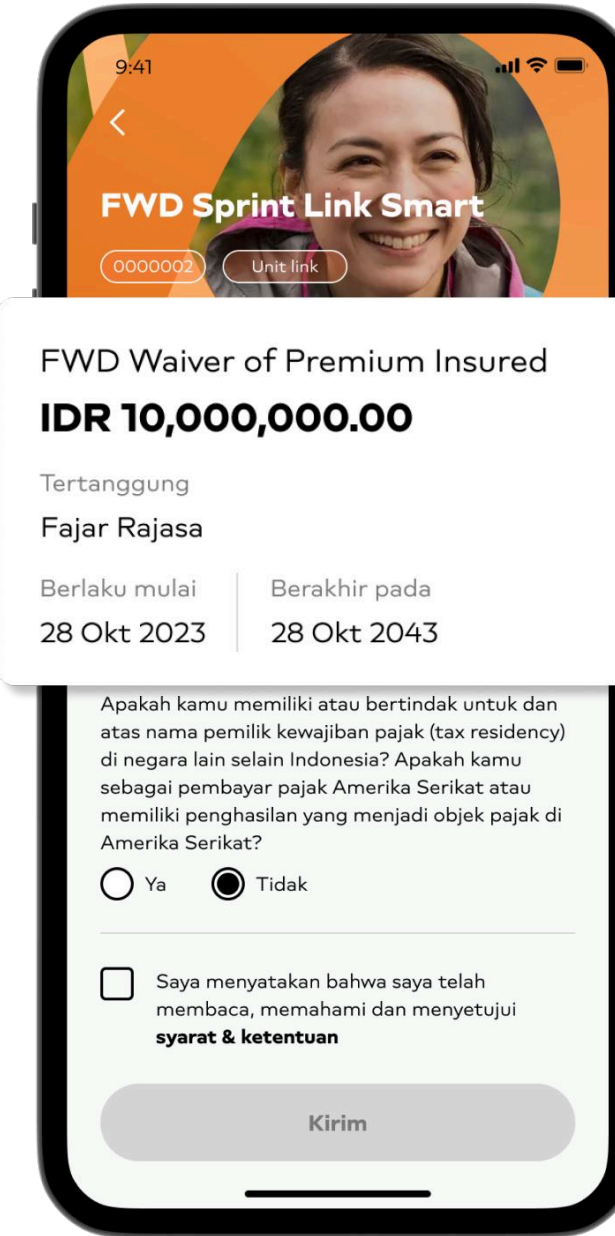 9:41
FWD Sprint Link Smart
0000002
Unit link
FWD Waiver of Premium Insured
IDR 10,000,000.00
Tertanggung
Fajar Rajasa
Berlaku mulai
Berakhir pada
28 Okt 2023
28 Okt 2043
Apakah kamu memiliki atau bertindak untuk dan
atas nama pemilik kewajiban pajak (tax residency)
di negara lain selain Indonesia? Apakah kamu
sebagai pembayar pajak Amerika Serikat atau
memiliki penghasilan yang menjadi objek pajak di
Amerika Serikat?
Ya
Tidak
Saya menyatakan bahwa saya telah
membaca, memahami dan menyetujui
syarat & ketentuan
Kirim